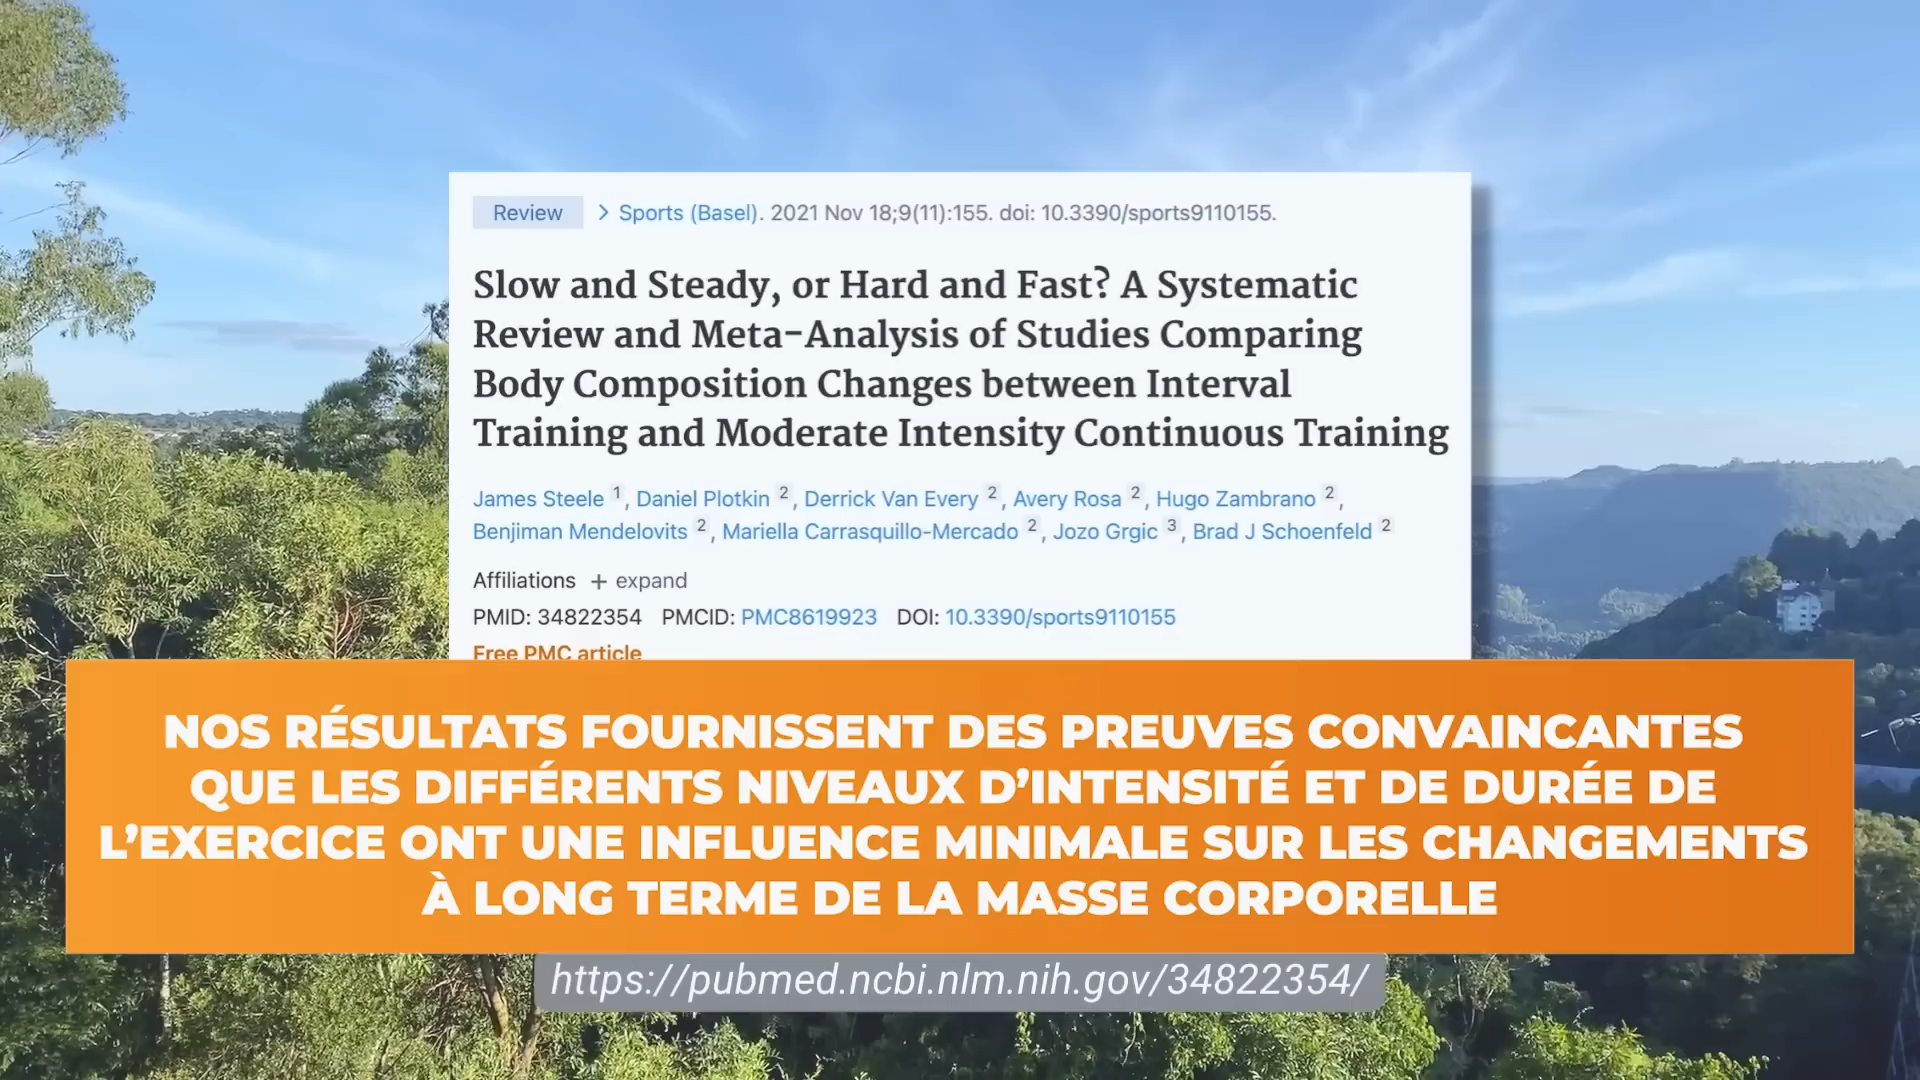 Review > Sports (Basel). 2021 Nov 18;9(11):155. doi: 10.3390/sports9110155.
Slow and Steady, or Hard and Fast? A Systematic
Review and Meta-Analysis of Studies Comparing
Body Composition Changes between Interval
Training and Moderate Intensity Continuous Training
James Steele 1, Daniel Plotkin 2, Derrick Van Every 2, Avery Rosa 2, Hugo Zambrano 2,
Benjiman Mendelovits 2, Mariella Carrasquillo-Mercado 2, Jozo Grgic 3, Brad J Schoenfeld 2
Affiliations + expand
PMID: 34822354 PMCID: PMC8619923 DOI: 10.3390/sports9110155
Free PMC article
NOS RÉSULTATS FOURNISSENT DES PREUVES CONVAINCANTES
QUE LES DIFFÉRENTS NIVEAUX D’INTENSITÉ ET DE DURÉE DE
L’EXERCICE ONT UNE INFLUENCE MINIMALE SUR LES CHANGEMENTS
À LONG TERME DE LA MASSE CORPORELLE
https://pubmed.ncbi.nlm.nih.gov/34822354/